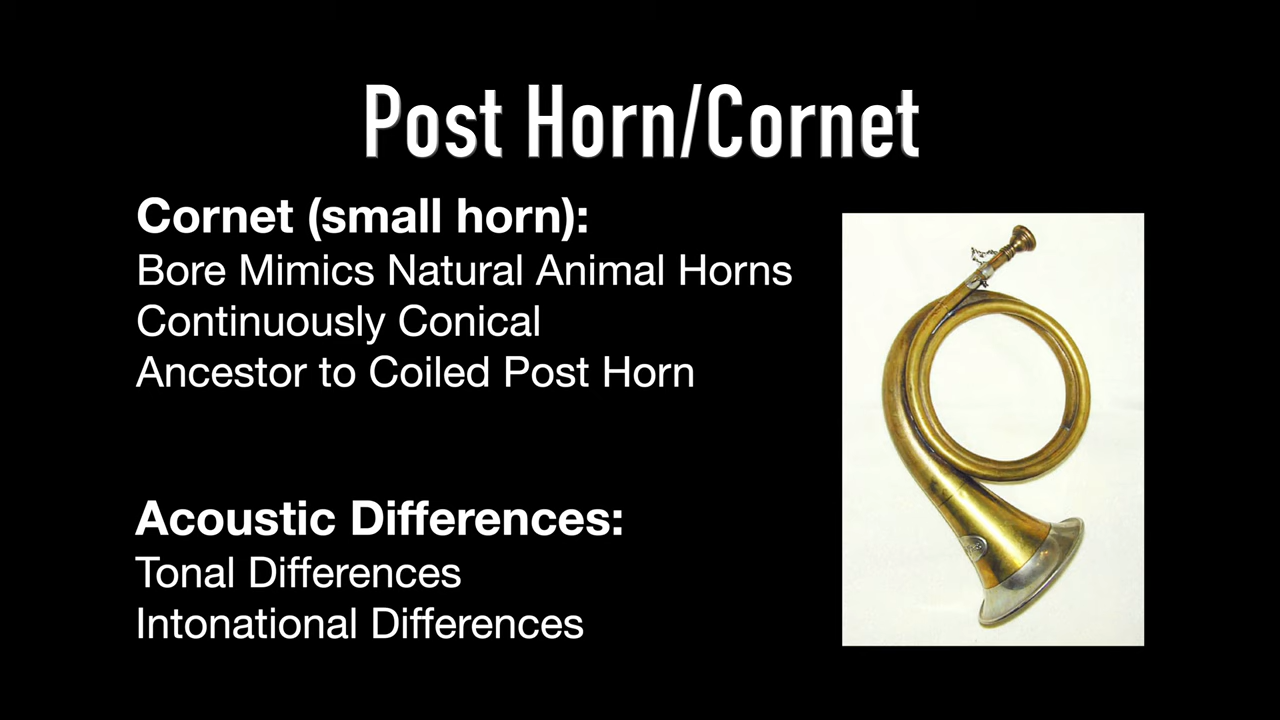 Post Horn/Cornet
Cornet (small horn):
Bore Mimics Natural Animal Horns
Continuously Conical
Ancestor to Coiled Post Horn
Acoustic Differences:
Tonal Differences
Intonational Differences